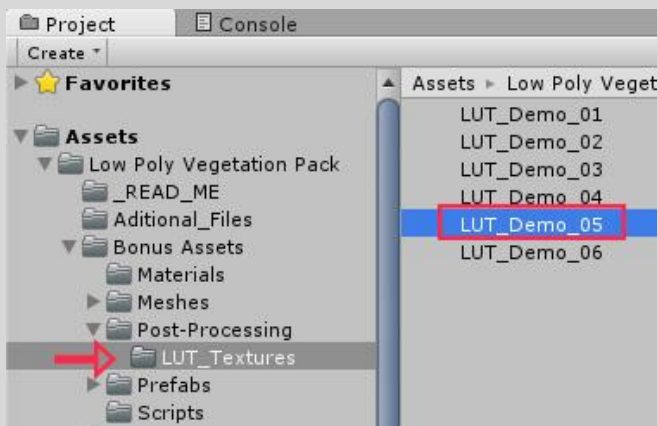 Project
Console
Create
Favorites
Assets
Low Poly Vegetation Pack
_READ_ME
Aditional_Files
Bonus Assets
Materials
Meshes
Post-Processing
LUT_Textures
Prefabs
Scripts
Assets Low Poly Veget
LUT_Demo_01
LUT_Demo_02
LUT_Demo_03
LUT_Demo_04
LUT_Demo_05
LUT_Demo_06